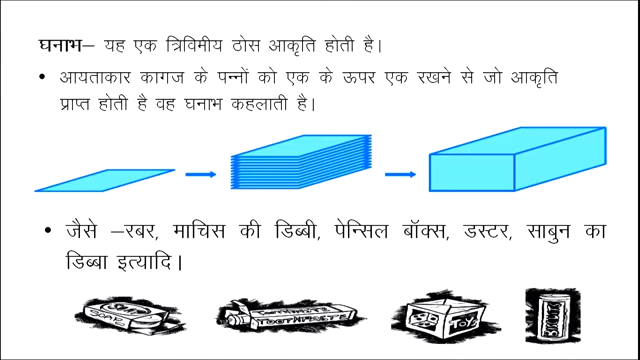 घनाभ– यह एक त्रिविमीय ठोस आकृति होती है।
• आयताकार कागज के पन्नों को एक के ऊपर एक रखने से जो आकृति
प्राप्त होती है वह घनाभ कहलाती है।
• जैसे –रबर, माचिस की डिब्बी, पेन्सिल बॉक्स, डस्टर, साबुन का
डिब्बा इत्यादि।
SOAP
SOAP
TOOTHPASTE
TOYS